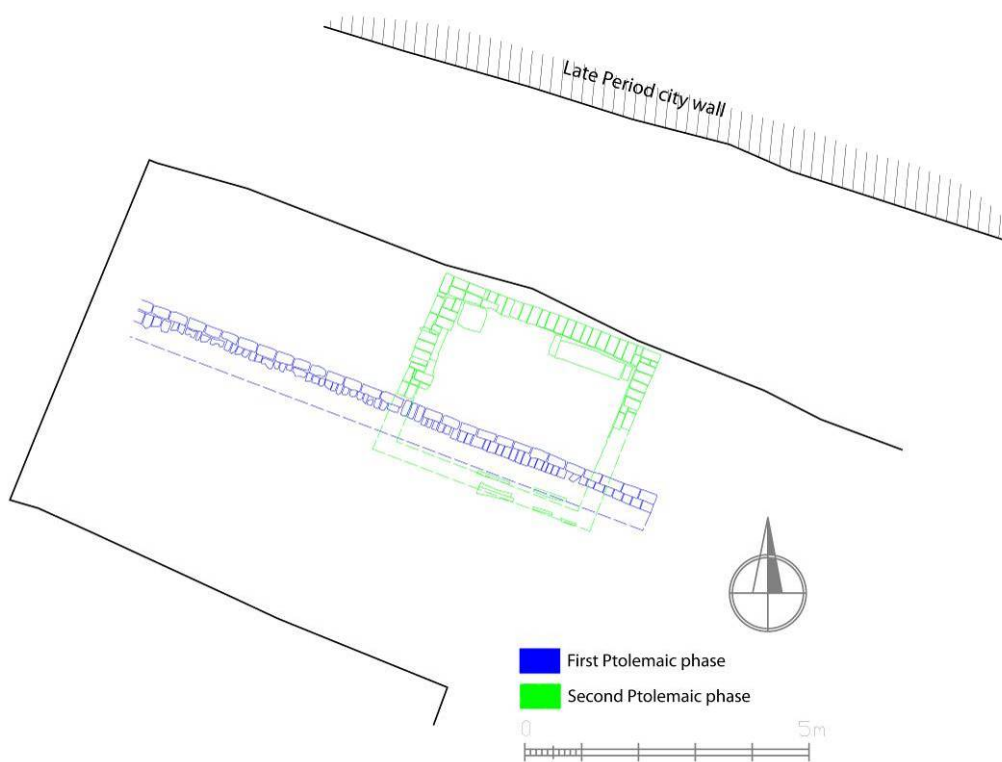 Late Period city wall
First Ptolemaic phase
Second Ptolemaic phase
0 5m